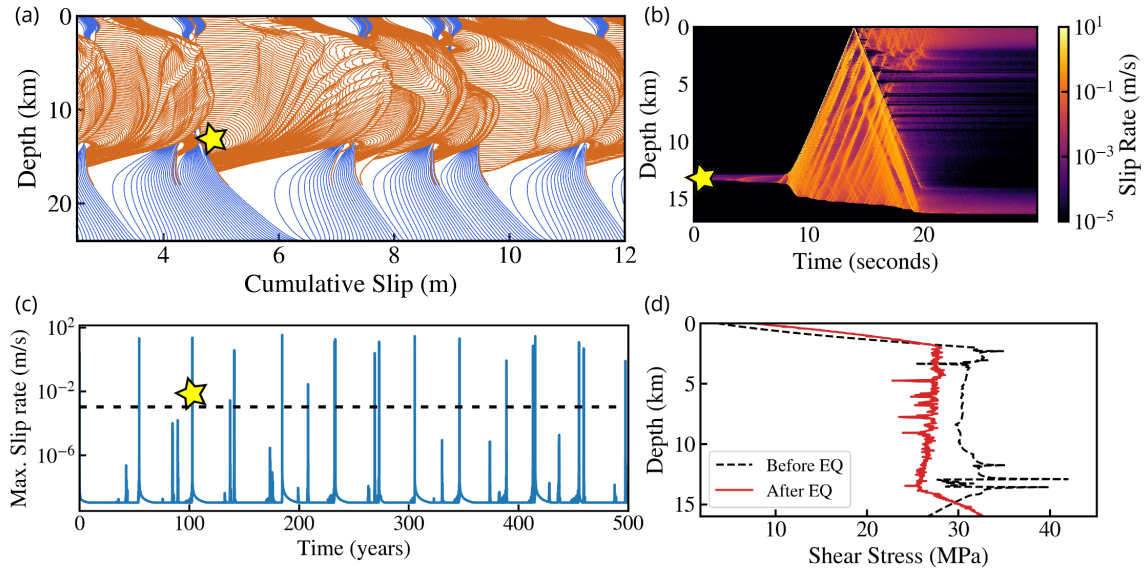 (a)
0
10
20
Depth (km)
4
6
8
10
12
Cumulative Slip (m)
(b)
0
5
10
15
Depth (km)
0
10
20
Time (seconds)
10^1
10^-1
10^-3
10^-5
Slip Rate (m/s)
(c)
10^2
10^-2
10^-6
Max. Slip rate (m/s)
0
100
200
300
400
500
Time (years)
(d)
0
5
10
15
Depth (km)
Before EQ
After EQ
10
20
30
40
Shear Stress (MPa)